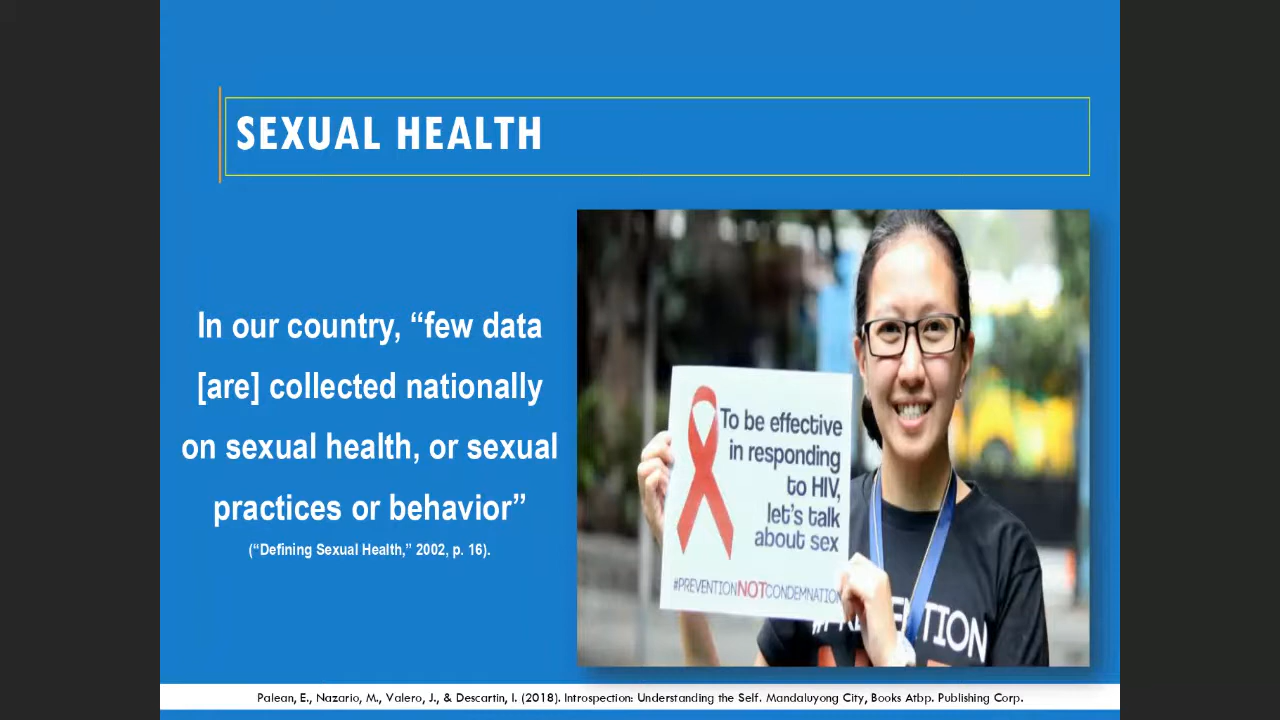 SEXUAL HEALTH
In our country, “few data
[are] collected nationally
on sexual health, or sexual
practices or behavior”
(“Defining Sexual Health,” 2002, p. 16).
To be effective
in responding
to HIV,
let's talk
about sex
#PREVENTIONNOTCONDEMNATION
Palean, E., Nazario, M., Valero, J., & Descartin, I. (2018). Introspection: Understanding the Self. Mandaluyong City, Books Atbp. Publishing Corp.